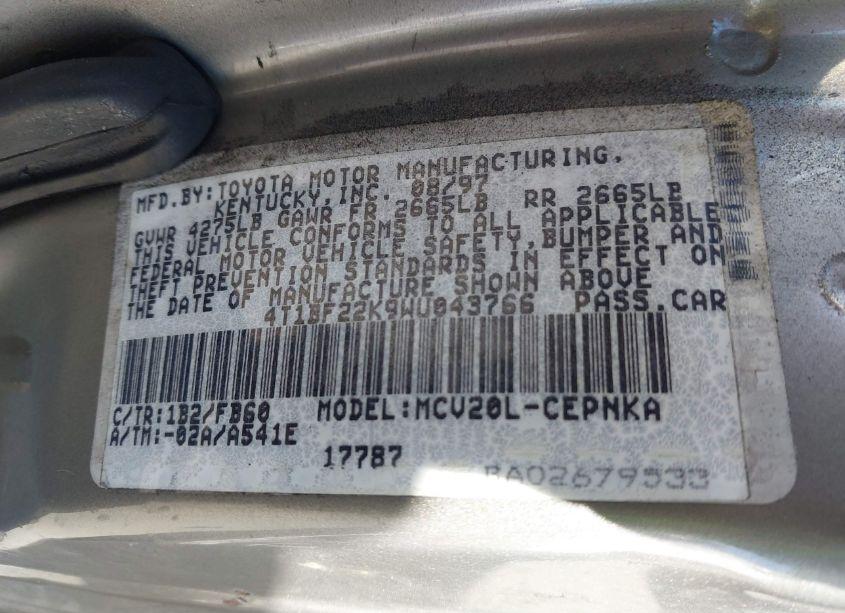 MFD.BY:TOYOTA MOTOR MANUFACTURING,
KENTUCKY,INC. 08/97
GVWR 4275LB GAWR FR 2665LB RR 2665LB
THIS VEHICLE CONFORMS TO ALL APPLICABLE
FEDERAL MOTOR VEHICLE SAFETY,BUMPER AND
THEFT PREVENTION STANDARDS IN EFFECT ON
THE DATE OF MANUFACTURE SHOWN ABOVE
4T1BF22K9WU043766 PASS.CAR
C/TR:1B2/FB60 MODEL:MCV20L-CEPNKA
A/TM:-02A/A541E
17787
BA02679533